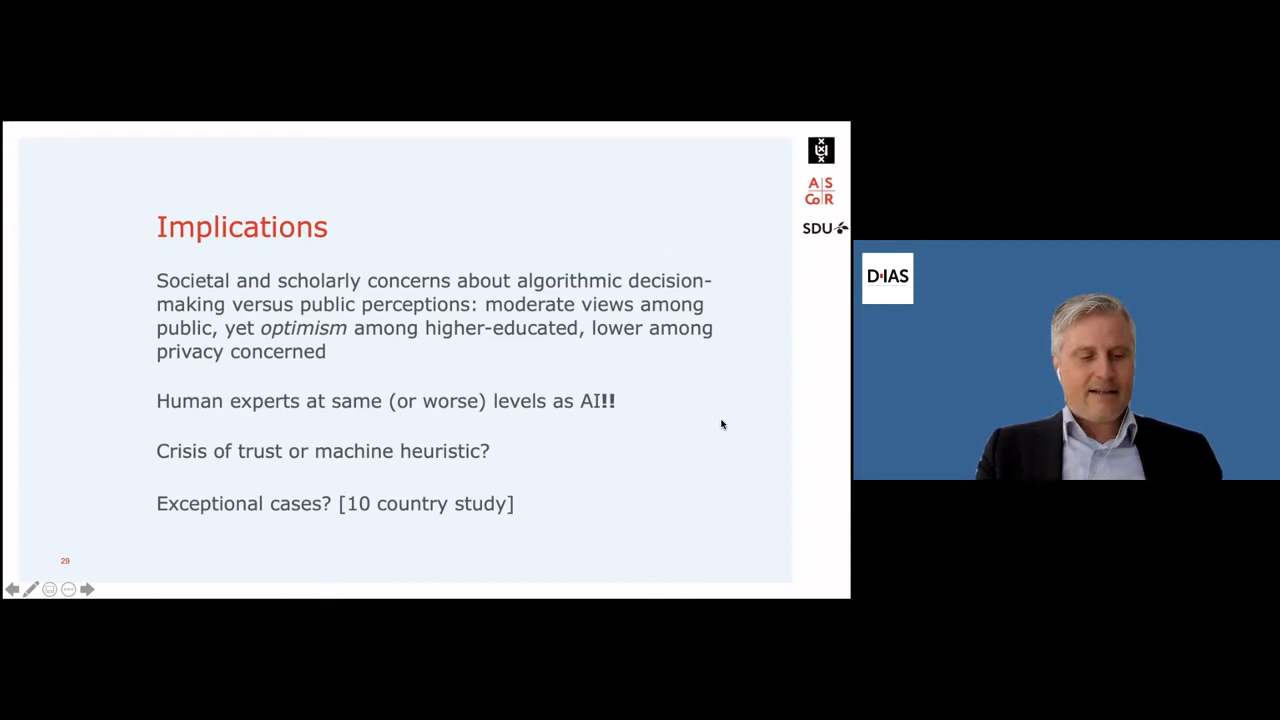 Implications
Societal and scholarly concerns about algorithmic decision-
making versus public perceptions: moderate views among
public, yet optimism among higher-educated, lower among
privacy concerned
Human experts at same (or worse) levels as AI!!
Crisis of trust or machine heuristic?
Exceptional cases? [10 country study]
29
A S
Co R
SDU
D·IAS